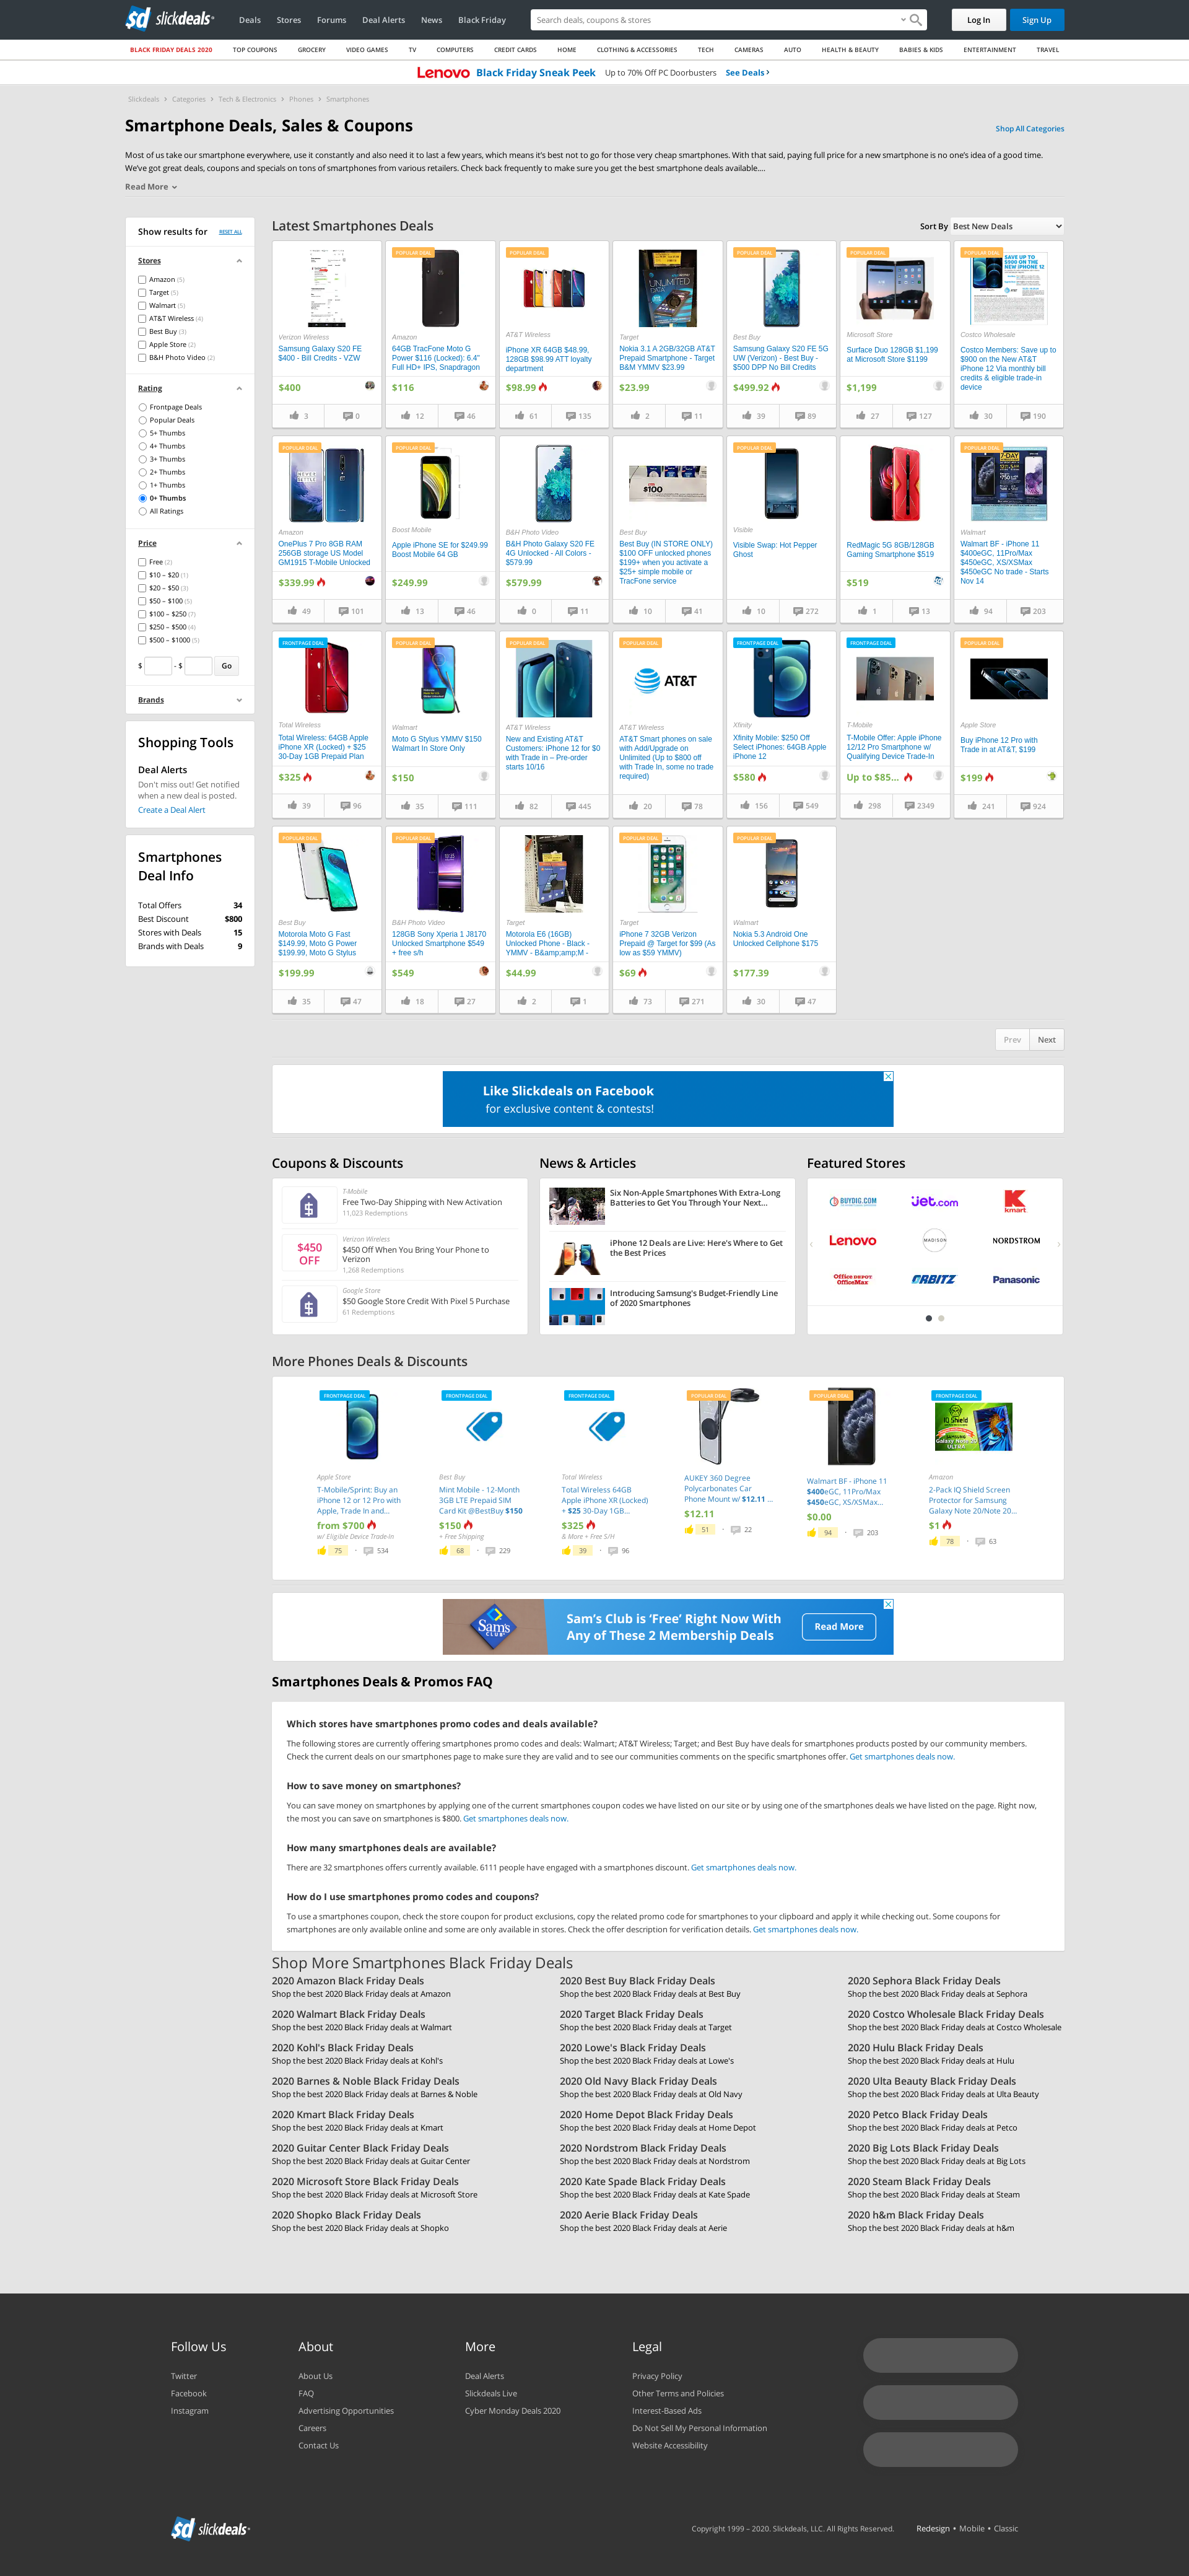 slickdeals
Deals Stores Forums Deal Alerts News Black Friday
Search deals, coupons & stores
Log In
Sign Up
BLACK FRIDAY DEALS 2020 TOP COUPONS GROCERY VIDEO GAMES TV COMPUTERS CREDIT CARDS HOME CLOTHING & ACCESSORIES TECH CAMERAS AUTO HEALTH & BEAUTY BABIES & KIDS ENTERTAINMENT TRAVEL
Lenovo Black Friday Sneak Peek Up to 70% Off PC Doorbusters See Deals
Slickdeals Categories Tech & Electronics Phones Smartphones
Smartphone Deals, Sales & Coupons
Shop All Categories
Most of us take our smartphone everywhere, use it constantly and also need it to last a few years, which means it's best not to go for those very cheap smartphones. With that said, paying full price for a new smartphone is no one's idea of a good time.
We've got great deals, coupons and specials on tons of smartphones from various retailers. Check back frequently to make sure you get the best smartphone deals available....
Read More
Show results for RESET ALL
Stores
Amazon (5)
Target (5)
Walmart (5)
AT&T Wireless (4)
Best Buy (3)
Apple Store (2)
B&H Photo Video (2)
Rating
Frontpage Deals
Popular Deals
5+ Thumbs
4+ Thumbs
3+ Thumbs
2+ Thumbs
1+ Thumbs
0+ Thumbs
All Ratings
Price
Free (2)
$10 – $20 (1)
$20 – $50 (3)
$50 – $100 (5)
$100 – $250 (7)
$250 – $500 (4)
$500 – $1000 (5)
$ - $ Go
Brands
Shopping Tools
Deal Alerts
Don't miss out! Get notified
when a new deal is posted.
Create a Deal Alert
Smartphones
Deal Info
Total Offers 34
Best Discount $800
Stores with Deals 15
Brands with Deals 9
Latest Smartphones Deals
Sort By Best New Deals
Verizon Wireless
Samsung Galaxy S20 FE
$400 - Bill Credits - VZW
$400
3 0
POPULAR DEAL
Amazon
64GB TracFone Moto G
Power $116 (Locked): 6.4"
Full HD+ IPS, Snapdragon
$116
12 46
POPULAR DEAL
AT&T Wireless
iPhone XR 64GB $48.99,
128GB $98.99 ATT loyalty
department
$98.99
61 135
Target
Nokia 3.1 A 2GB/32GB AT&T
Prepaid Smartphone - Target
B&M YMMV $23.99
$23.99
2 11
POPULAR DEAL
Best Buy
Samsung Galaxy S20 FE 5G
UW (Verizon) - Best Buy -
$500 DPP No Bill Credits
$499.92
39 89
POPULAR DEAL
Microsoft Store
Surface Duo 128GB $1,199
at Microsoft Store $1199
$1,199
27 127
POPULAR DEAL
SAVE UP TO
$900 ON THE NEW
iPHONE 12
Costco Wholesale
Costco Members: Save up to
$900 on the New AT&T
iPhone 12 Via monthly bill
credits & eligible trade-in
device
30 190
POPULAR DEAL
Amazon
OnePlus 7 Pro 8GB RAM
256GB storage US Model
GM1915 T-Mobile Unlocked
$339.99
49 101
POPULAR DEAL
Boost Mobile
Apple iPhone SE for $249.99
Boost Mobile 64 GB
$249.99
13 46
B&H Photo Video
B&H Photo Galaxy S20 FE
4G Unlocked - All Colors -
$579.99
$579.99
0 11
$100
Best Buy
Best Buy (IN STORE ONLY)
$100 OFF unlocked phones
$199+ when you activate a
$25+ simple mobile or
TracFone service
10 41
POPULAR DEAL
Visible
Visible Swap: Hot Pepper
Ghost
10 272
RedMagic 5G 8GB/128GB
Gaming Smartphone $519
$519
1 13
POPULAR DEAL
Walmart
Walmart BF - iPhone 11
$400eGC, 11Pro/Max
$450eGC, XS/XSMax
$450eGC No trade - Starts
Nov 14
94 203
FRONTPAGE DEAL
Total Wireless
Total Wireless: 64GB Apple
iPhone XR (Locked) + $25
30-Day 1GB Prepaid Plan
$325
39 96
POPULAR DEAL
Walmart
Moto G Stylus YMMV $150
Walmart In Store Only
$150
35 111
POPULAR DEAL
AT&T Wireless
New and Existing AT&T
Customers: iPhone 12 for $0
with Trade in – Pre-order
starts 10/16
82 445
POPULAR DEAL
AT&T
AT&T Wireless
AT&T Smart phones on sale
with Add/Upgrade on
Unlimited (Up to $800 off
with Trade In, some no trade
required)
20 78
FRONTPAGE DEAL
Xfinity
Xfinity Mobile: $250 Off
Select iPhones: 64GB Apple
iPhone 12
$580
156 549
FRONTPAGE DEAL
T-Mobile
T-Mobile Offer: Apple iPhone
12/12 Pro Smartphone w/
Qualifying Device Trade-In
Up to $85...
298 2349
POPULAR DEAL
Apple Store
Buy iPhone 12 Pro with
Trade in at AT&T, $199
$199
241 924
POPULAR DEAL
Best Buy
Motorola Moto G Fast
$149.99, Moto G Power
$199.99, Moto G Stylus
$199.99
35 47
POPULAR DEAL
B&H Photo Video
128GB Sony Xperia 1 J8170
Unlocked Smartphone $549
+ free s/h
$549
18 27
Target
Motorola E6 (16GB)
Unlocked Phone - Black -
YMMV - B&amp;amp;M -
$44.99
2 1
POPULAR DEAL
Target
iPhone 7 32GB Verizon
Prepaid @ Target for $99 (As
low as $59 YMMV)
$69
73 271
POPULAR DEAL
Walmart
Nokia 5.3 Android One
Unlocked Cellphone $175
$177.39
30 47
Prev Next
Like Slickdeals on Facebook
for exclusive content & contests!
Coupons & Discounts
T-Mobile
Free Two-Day Shipping with New Activation
11,023 Redemptions
$450
OFF
Verizon Wireless
$450 Off When You Bring Your Phone to
Verizon
1,268 Redemptions
Google Store
$50 Google Store Credit With Pixel 5 Purchase
61 Redemptions
News & Articles
Six Non-Apple Smartphones With Extra-Long
Batteries to Get You Through Your Next...
iPhone 12 Deals are Live: Here's Where to Get
the Best Prices
Introducing Samsung's Budget-Friendly Line
of 2020 Smartphones
Featured Stores
BUYDIG.COM jet.com kmart
Lenovo MADISON NORDSTROM
Office DEPOT OfficeMax ORBITZ Panasonic
More Phones Deals & Discounts
FRONTPAGE DEAL
Apple Store
T-Mobile/Sprint: Buy an
iPhone 12 or 12 Pro with
Apple, Trade In and...
from $700
w/ Eligible Device Trade-In
75 534
FRONTPAGE DEAL
Best Buy
Mint Mobile - 12-Month
3GB LTE Prepaid SIM
Card Kit @BestBuy $150
$150
+ Free Shipping
68 229
FRONTPAGE DEAL
Total Wireless
Total Wireless 64GB
Apple iPhone XR (Locked)
+ $25 30-Day 1GB...
$325
& More + Free S/H
39 96
POPULAR DEAL
AUKEY 360 Degree
Polycarbonates Car
Phone Mount w/ $12.11 ...
$12.11
51 22
POPULAR DEAL
Walmart BF - iPhone 11
$400eGC, 11Pro/Max
$450eGC, XS/XSMax...
$0.00
94 203
FRONTPAGE DEAL
IQ Shield
Amazon
2-Pack IQ Shield Screen
Protector for Samsung
Galaxy Note 20/Note 20...
$1
78 63
Sam's CLUB
Sam's Club is 'Free' Right Now With
Any of These 2 Membership Deals
Read More
Smartphones Deals & Promos FAQ
Which stores have smartphones promo codes and deals available?
The following stores are currently offering smartphones promo codes and deals: Walmart; AT&T Wireless; Target; and Best Buy have deals for smartphones products posted by our community members.
Check the current deals on our smartphones page to make sure they are valid and to see our communities comments on the specific smartphones offer. Get smartphones deals now.
How to save money on smartphones?
You can save money on smartphones by applying one of the current smartphones coupon codes we have listed on our site or by using one of the smartphones deals we have listed on the page. Right now,
the most you can save on smartphones is $800. Get smartphones deals now.
How many smartphones deals are available?
There are 32 smartphones offers currently available. 6111 people have engaged with a smartphones discount. Get smartphones deals now.
How do I use smartphones promo codes and coupons?
To use a smartphones coupon, check the store coupon for product exclusions, copy the related promo code for smartphones to your clipboard and apply it while checking out. Some coupons for
smartphones are only available online and some are only available in stores. Check the offer description for verification details. Get smartphones deals now.
Shop More Smartphones Black Friday Deals
2020 Amazon Black Friday Deals
Shop the best 2020 Black Friday deals at Amazon
2020 Best Buy Black Friday Deals
Shop the best 2020 Black Friday deals at Best Buy
2020 Sephora Black Friday Deals
Shop the best 2020 Black Friday deals at Sephora
2020 Walmart Black Friday Deals
Shop the best 2020 Black Friday deals at Walmart
2020 Target Black Friday Deals
Shop the best 2020 Black Friday deals at Target
2020 Costco Wholesale Black Friday Deals
Shop the best 2020 Black Friday deals at Costco Wholesale
2020 Kohl's Black Friday Deals
Shop the best 2020 Black Friday deals at Kohl's
2020 Lowe's Black Friday Deals
Shop the best 2020 Black Friday deals at Lowe's
2020 Hulu Black Friday Deals
Shop the best 2020 Black Friday deals at Hulu
2020 Barnes & Noble Black Friday Deals
Shop the best 2020 Black Friday deals at Barnes & Noble
2020 Old Navy Black Friday Deals
Shop the best 2020 Black Friday deals at Old Navy
2020 Ulta Beauty Black Friday Deals
Shop the best 2020 Black Friday deals at Ulta Beauty
2020 Kmart Black Friday Deals
Shop the best 2020 Black Friday deals at Kmart
2020 Home Depot Black Friday Deals
Shop the best 2020 Black Friday deals at Home Depot
2020 Petco Black Friday Deals
Shop the best 2020 Black Friday deals at Petco
2020 Guitar Center Black Friday Deals
Shop the best 2020 Black Friday deals at Guitar Center
2020 Nordstrom Black Friday Deals
Shop the best 2020 Black Friday deals at Nordstrom
2020 Big Lots Black Friday Deals
Shop the best 2020 Black Friday deals at Big Lots
2020 Microsoft Store Black Friday Deals
Shop the best 2020 Black Friday deals at Microsoft Store
2020 Kate Spade Black Friday Deals
Shop the best 2020 Black Friday deals at Kate Spade
2020 Steam Black Friday Deals
Shop the best 2020 Black Friday deals at Steam
2020 Shopko Black Friday Deals
Shop the best 2020 Black Friday deals at Shopko
2020 Aerie Black Friday Deals
Shop the best 2020 Black Friday deals at Aerie
2020 h&m Black Friday Deals
Shop the best 2020 Black Friday deals at h&m
Follow Us
Twitter
Facebook
Instagram
About
About Us
FAQ
Advertising Opportunities
Careers
Contact Us
More
Deal Alerts
Slickdeals Live
Cyber Monday Deals 2020
Legal
Privacy Policy
Other Terms and Policies
Interest-Based Ads
Do Not Sell My Personal Information
Website Accessibility
slickdeals
Copyright 1999 – 2020. Slickdeals, LLC. All Rights Reserved. Redesign • Mobile • Classic